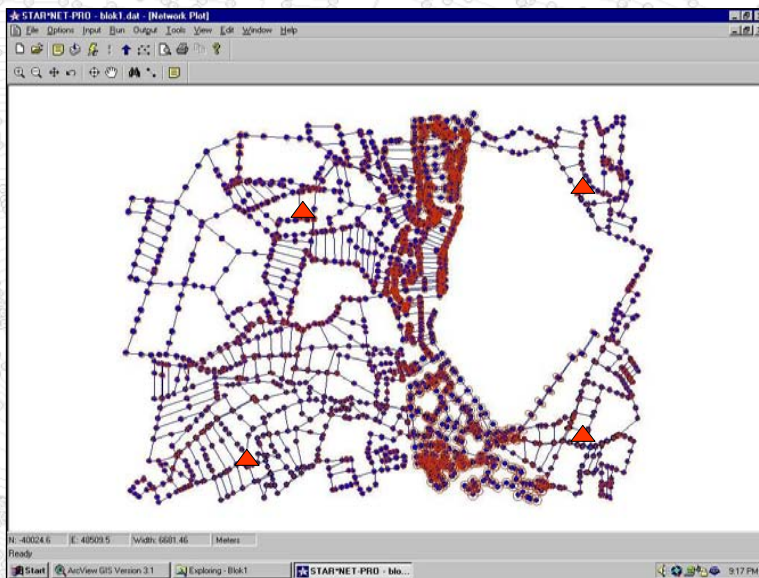 STAR*NET-PRO - blok1.dat - [Network Plot]
File Options Input Run Output Tools View Edit Window Help
N: -40024.6 E: 40509.5 Width: 6681.46 Meters
Ready
Start ArcView GIS Version 3.1 Exploring - Blok1 STAR*NET-PRO - blo... 9:17 PM